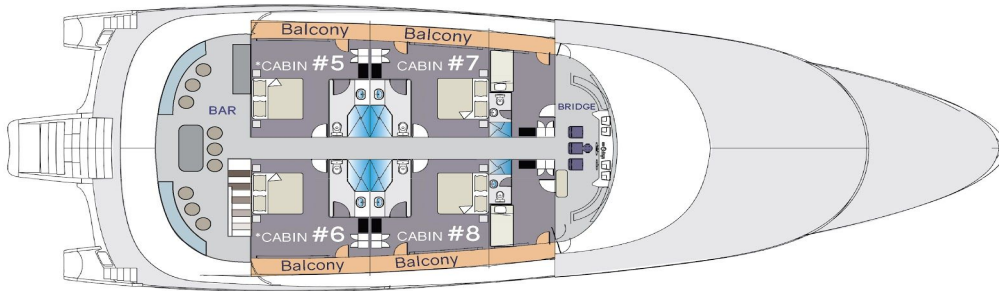 Balcony
Balcony
*CABIN #5
CABIN #7
BAR
BRIDGE
*CABIN #6
CABIN #8
Balcony
Balcony